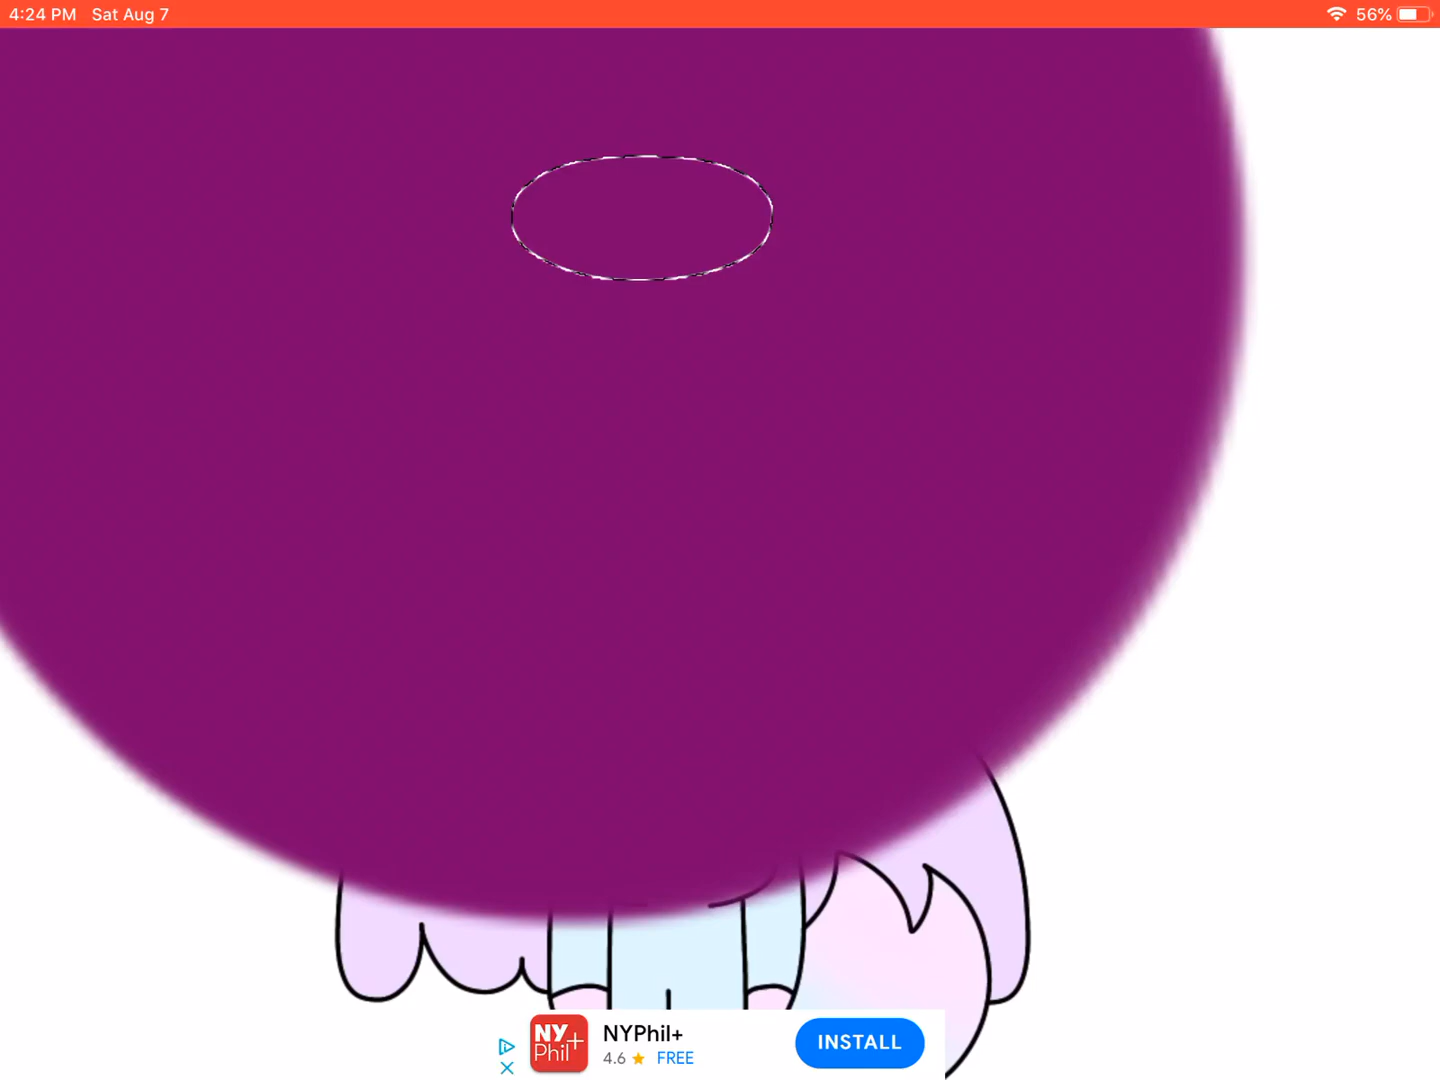 4:24 PM Sat Aug 7 56%
NY
Phil+
NYPhil+
4.6 ★ FREE
INSTALL